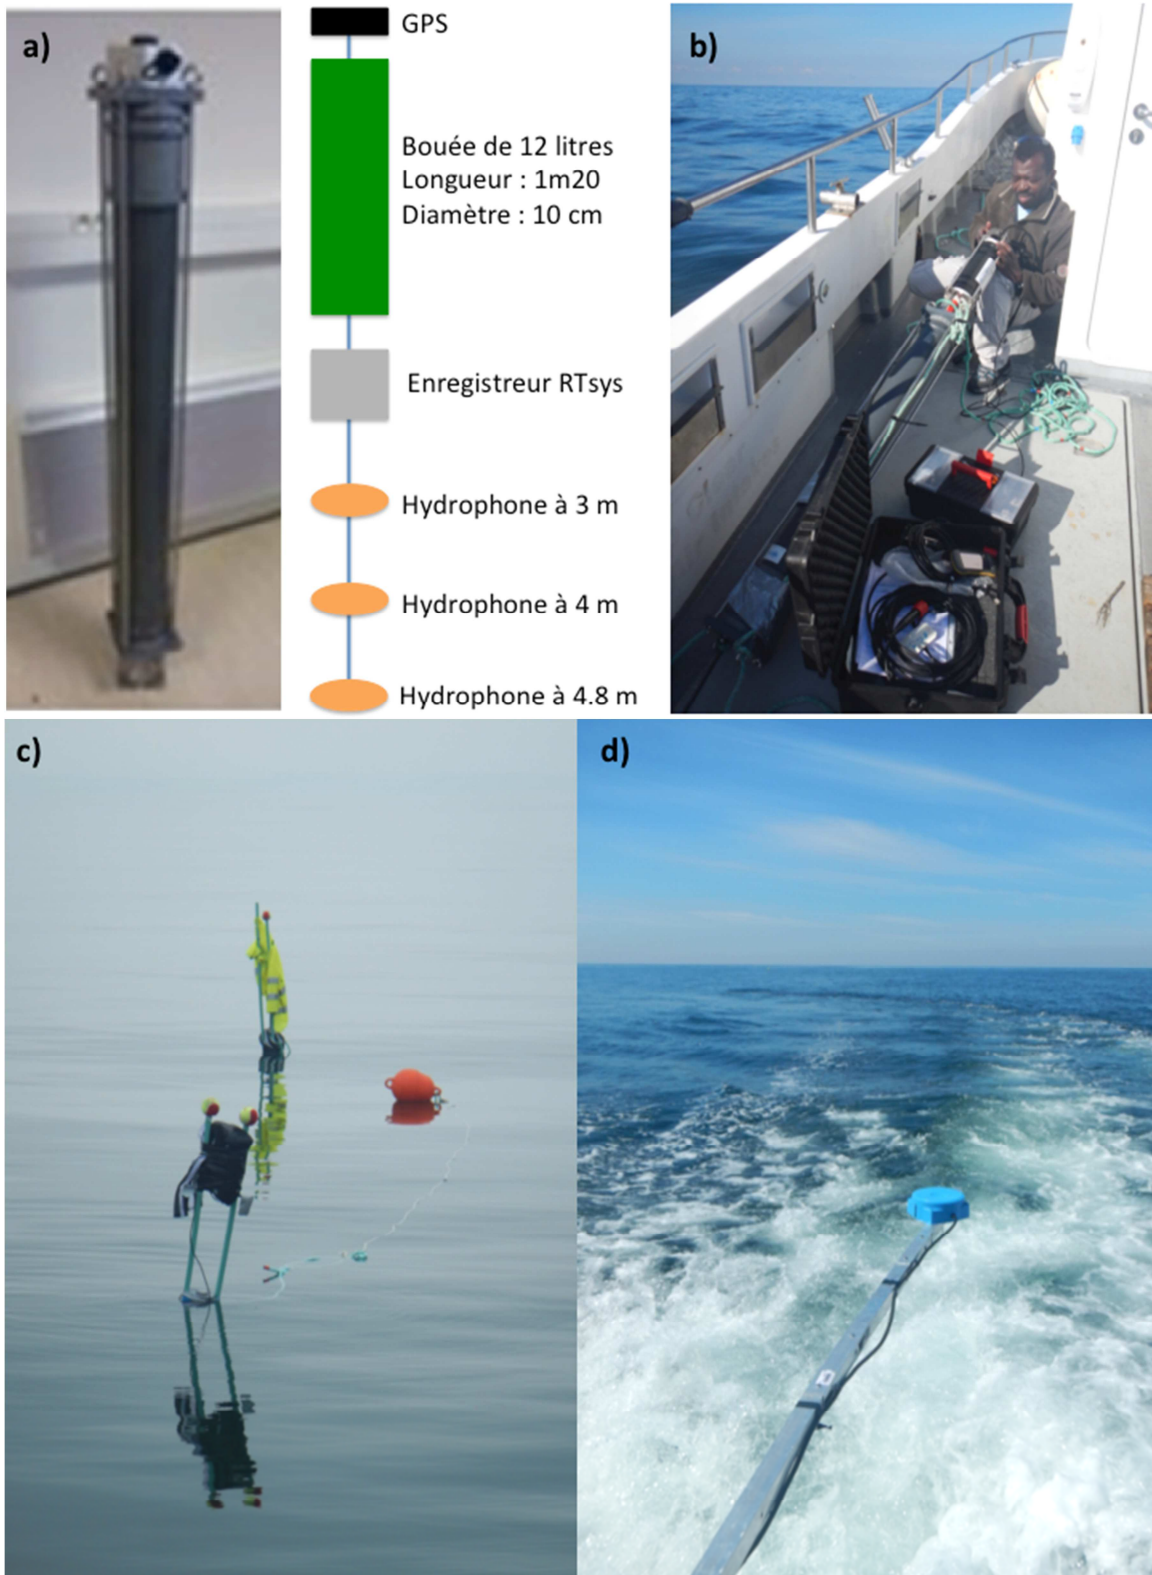 a)
GPS
Bouée de 12 litres
Longueur : 1m20
Diamètre : 10 cm
Enregistreur RTsys
Hydrophone à 3 m
Hydrophone à 4 m
Hydrophone à 4.8 m
b)
c)
d)